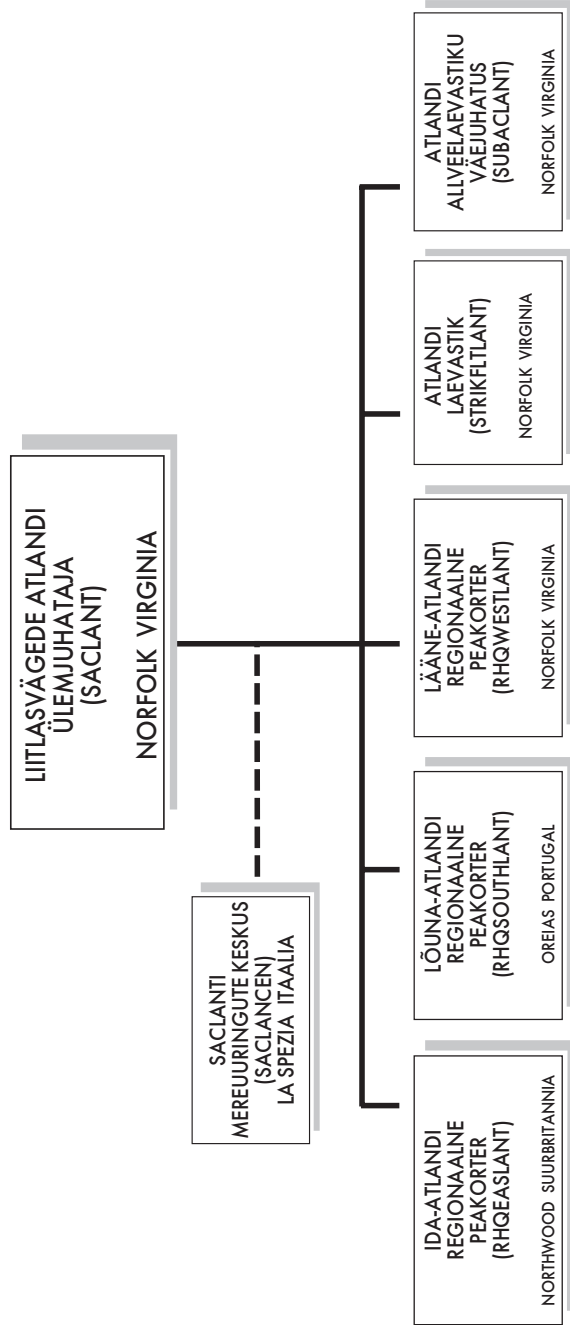 LIITLASVÄGEDE ATLANDI
ÜLEMJUHATAJA
(SACLANT)
NORFOLK VIRGINIA
SACLANTI
MEREUURINGUTE KESKUS
(SACLANCEN)
LA SPEZIA ITAALIA
IDA-ATLANDI
REGIONAALNE
PEAKORTER
(RHQEASLANT)
NORTHWOOD SUURBRITANNIA
LÕUNA-ATLANDI
REGIONAALNE
PEAKORTER
(RHQSOUTHLANT)
OREIAS PORTUGAL
LÄÄNE-ATLANDI
REGIONAALNE
PEAKORTER
(RHQWESTLANT)
NORFOLK VIRGINIA
ATLANDI
LAEVASTIK
(STRIKFLTLANT)
NORFOLK VIRGINIA
ATLANDI
ALLVEELAEVASTIKU
VÄEJUHATUS
(SUBACLANT)
NORFOLK VIRGINIA